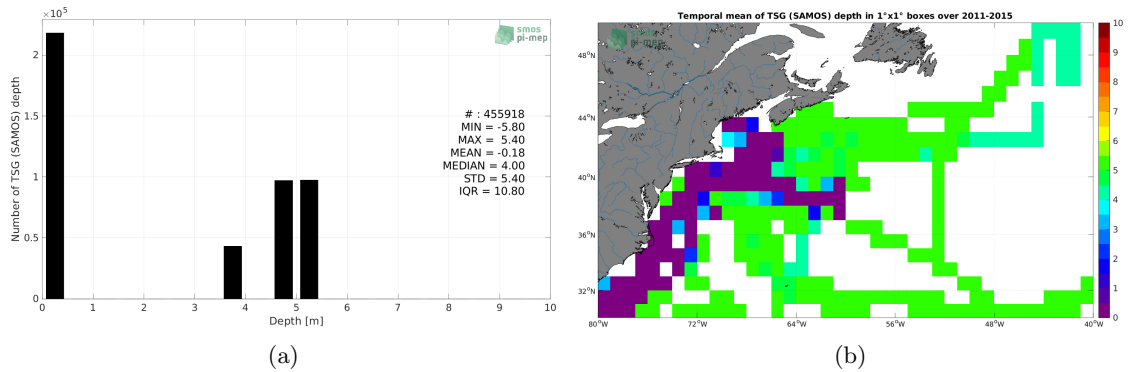 ×10⁵
2
1.5
1
0.5
0
Number of TSG (SAMOS) depth
smos
pi-mep
# : 455918
MIN = -5.80
MAX = 5.40
MEAN = -0.18
MEDIAN = 4.00
STD = 5.40
IQR = 10.80
0 1 2 3 4 5 6 7 8 9 10
Depth [m]
(a)
Temporal mean of TSG (SAMOS) depth in 1°x1° boxes over 2011-2015
smos
pi-mep
48°N
44°N
40°N
36°N
32°N
80°W 72°W 64°W 56°W 48°W 40°W
10
9
8
7
6
5
4
3
2
1
0
(b)